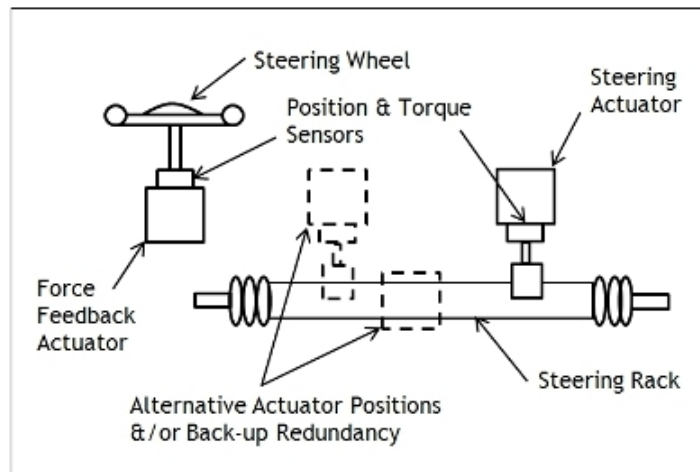 Steering Wheel
Steering
Actuator
Position & Torque
Sensors
Force
Feedback
Actuator
Steering Rack
Alternative Actuator Positions
&/or Back-up Redundancy